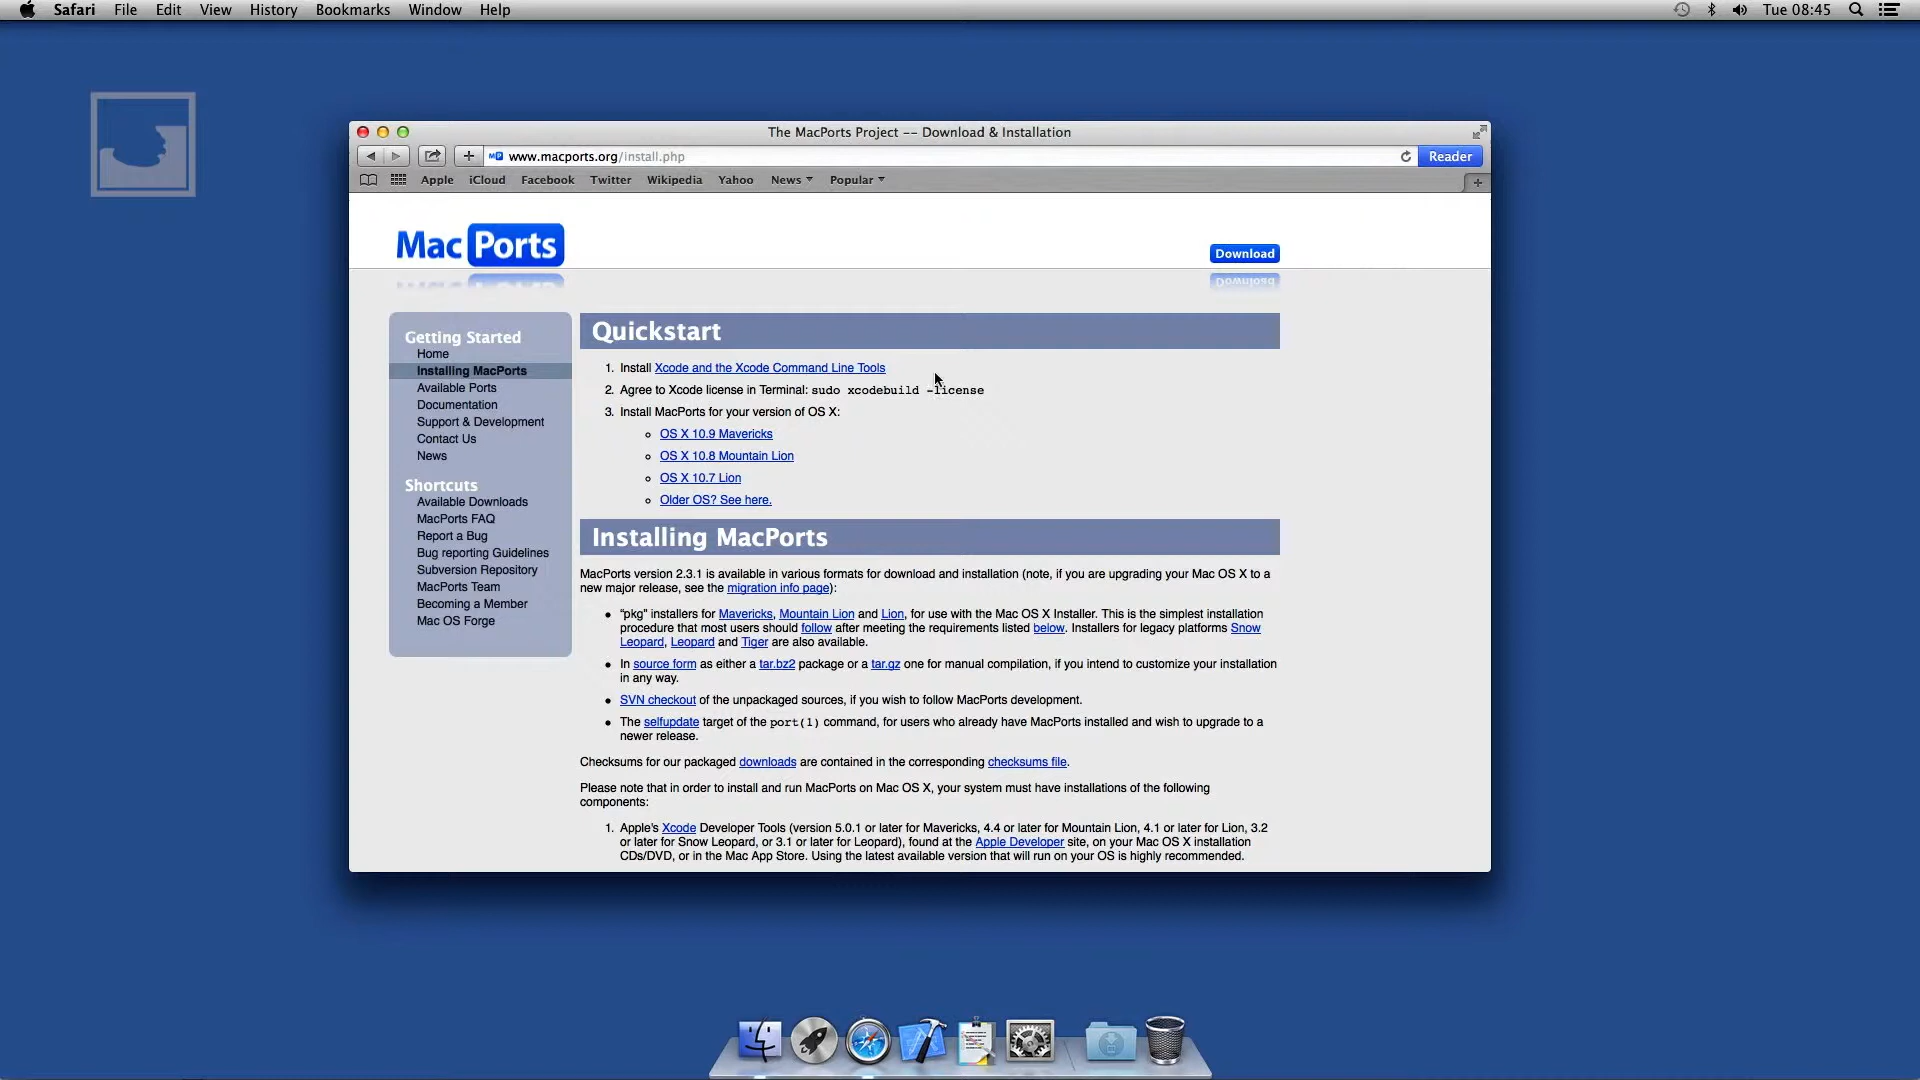 Safari File Edit View History Bookmarks Window Help Tue 08:45
The MacPorts Project -- Download & Installation
www.macports.org/install.php Reader
Apple iCloud Facebook Twitter Wikipedia Yahoo News Popular
MacPorts
Download
Getting Started
Home
Installing MacPorts
Available Ports
Documentation
Support & Development
Contact Us
News
Shortcuts
Available Downloads
MacPorts FAQ
Report a Bug
Bug reporting Guidelines
Subversion Repository
MacPorts Team
Becoming a Member
Mac OS Forge
Quickstart
1. Install Xcode and the Xcode Command Line Tools
2. Agree to Xcode license in Terminal: sudo xcodebuild -license
3. Install MacPorts for your version of OS X:
OS X 10.9 Mavericks
OS X 10.8 Mountain Lion
OS X 10.7 Lion
Older OS? See here.
Installing MacPorts
MacPorts version 2.3.1 is available in various formats for download and installation (note, if you are upgrading your Mac OS X to a
new major release, see the migration info page):
• "pkg" installers for Mavericks, Mountain Lion and Lion, for use with the Mac OS X Installer. This is the simplest installation
procedure that most users should follow after meeting the requirements listed below. Installers for legacy platforms Snow
Leopard, Leopard and Tiger are also available.
• In source form as either a tar.bz2 package or a tar.gz one for manual compilation, if you intend to customize your installation
in any way.
• SVN checkout of the unpackaged sources, if you wish to follow MacPorts development.
• The selfupdate target of the port(1) command, for users who already have MacPorts installed and wish to upgrade to a
newer release.
Checksums for our packaged downloads are contained in the corresponding checksums file.
Please note that in order to install and run MacPorts on Mac OS X, your system must have installations of the following
components:
1. Apple's Xcode Developer Tools (version 5.0.1 or later for Mavericks, 4.4 or later for Mountain Lion, 4.1 or later for Lion, 3.2
or later for Snow Leopard, or 3.1 or later for Leopard), found at the Apple Developer site, on your Mac OS X installation
CDs/DVD, or in the Mac App Store. Using the latest available version that will run on your OS is highly recommended.